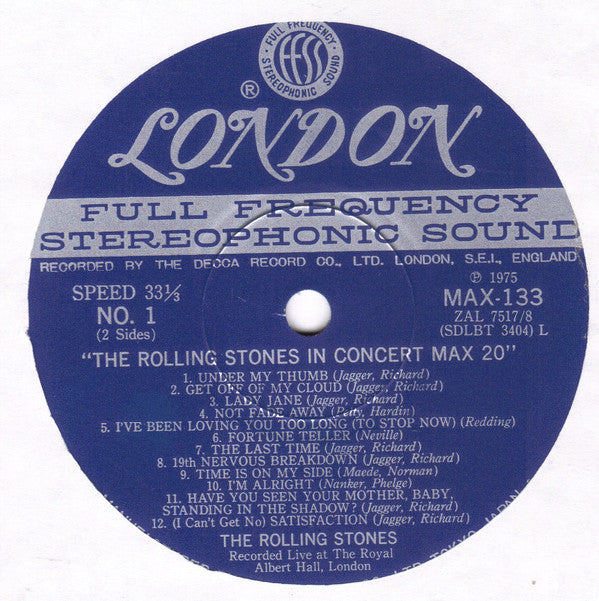 FULL FREQUENCY
FFSS
STEREOPHONIC SOUND
®
LONDON
FULL FREQUENCY
STEREOPHONIC SOUND
RECORDED BY THE DECCA RECORD CO., LTD. LONDON, S.E.I., ENGLAND
SPEED 33⅓
NO. 1
(2 Sides)
℗ 1975
MAX-133
ZAL 7517/8
(SDLBT 3404) L
"THE ROLLING STONES IN CONCERT MAX 20"
1. UNDER MY THUMB (Jagger, Richard)
2. GET OFF OF MY CLOUD (Jagger, Richard)
3. LADY JANE (Jagger, Richard)
4. NOT FADE AWAY (Petty, Hardin)
5. I'VE BEEN LOVING YOU TOO LONG (TO STOP NOW) (Redding)
6. FORTUNE TELLER (Neville)
7. THE LAST TIME (Jagger, Richard)
8. 19th NERVOUS BREAKDOWN (Jagger, Richard)
9. TIME IS ON MY SIDE (Maede, Norman)
10. I'M ALRIGHT (Nanker, Phelge)
11. HAVE YOU SEEN YOUR MOTHER, BABY,
STANDING IN THE SHADOW? (Jagger, Richard)
12. (I Can't Get No) SATISFACTION (Jagger, Richard)
THE ROLLING STONES
Recorded Live at The Royal
Albert Hall, London
LTD. TOKYO, JAPAN